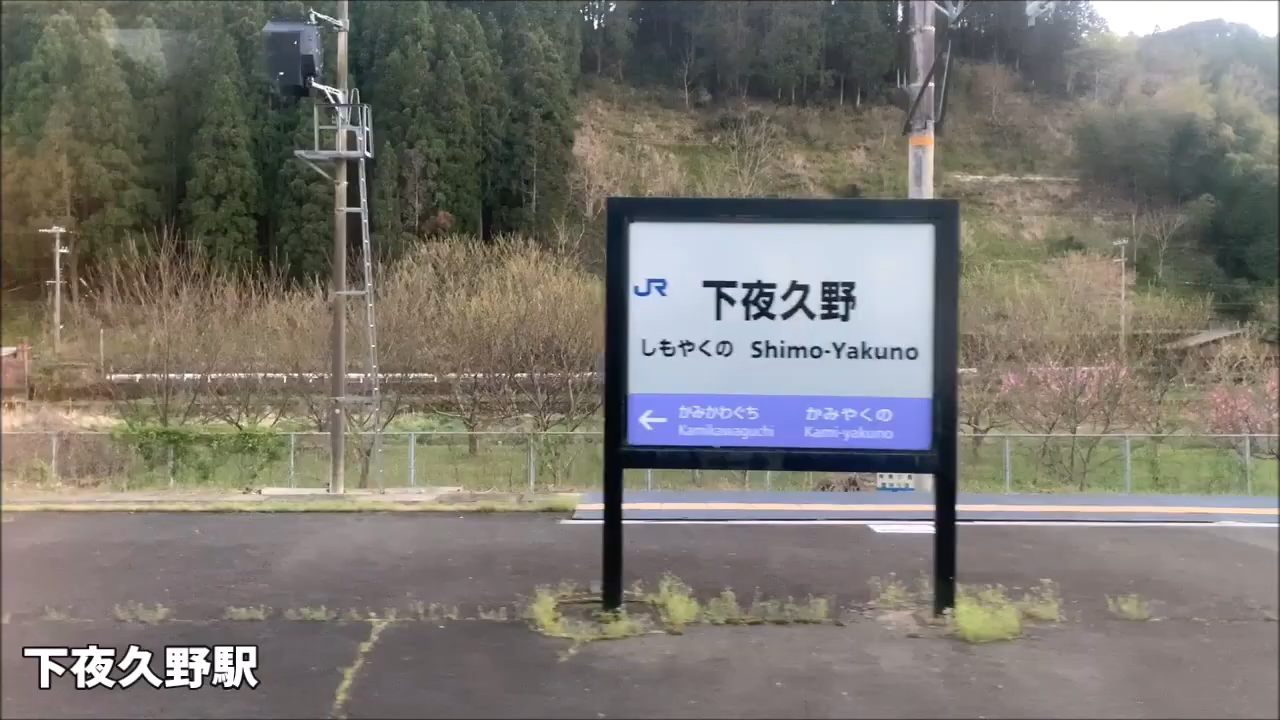 JR
下夜久野
しもやくの Shimo-Yakuno
← かみかわぐち かみやくの
Kamikawaguchi Kami-yakuno
下夜久野駅